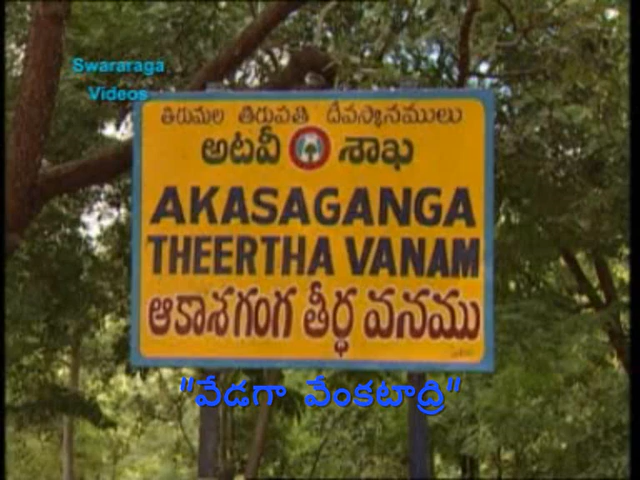 Swararaga
Videos
తిరుమల తిరుపతి దేవస్థానములు
అటవీ శాఖ
AKASAGANGA
THEERTHA VANAM
ఆకాశగంగ తీర్థ వనము
"వేడగా వేంకటాద్రి"